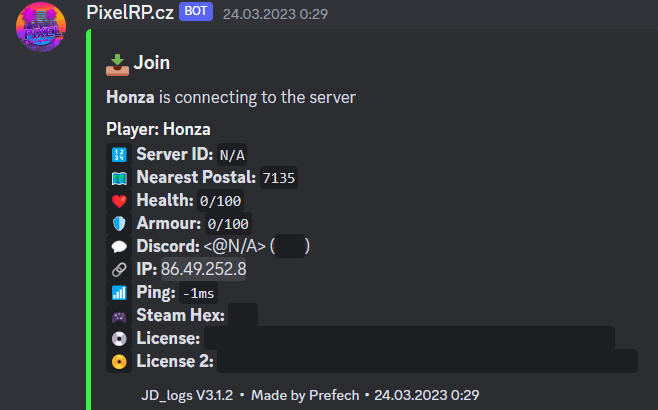 PixelRP.cz BOT 24.03.2023 0:29
PIXEL
Join
Honza is connecting to the server
Player: Honza
Server ID: N/A
Nearest Postal: 7135
Health: 0/100
Armour: 0/100
Discord: <@N/A> ( )
IP: 86.49.252.8
Ping: -1ms
Steam Hex:
License:
License 2:
JD_logs V3.1.2 • Made by Prefech • 24.03.2023 0:29